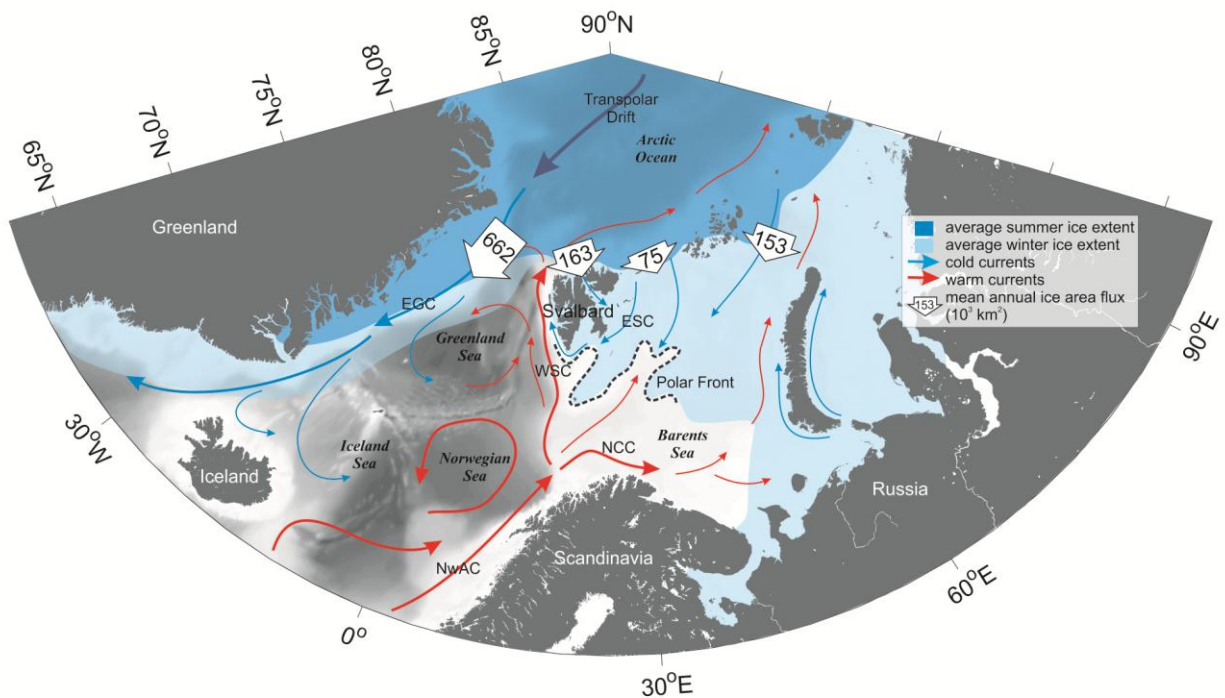 90°N
85°N
80°N
75°N
70°N
65°N
Transpolar
Drift
Arctic
Ocean
Greenland
662
163
75
153
average summer ice extent
average winter ice extent
cold currents
warm currents
153
mean annual ice area flux
(10³ km²)
EGC
Svalbard
ESC
Greenland
Sea
WSC
Polar Front
90°E
30°W
Iceland
Sea
Norwegian
Sea
NCC
Barents
Sea
Iceland
Russia
Scandinavia
NwAC
60°E
0°
30°E